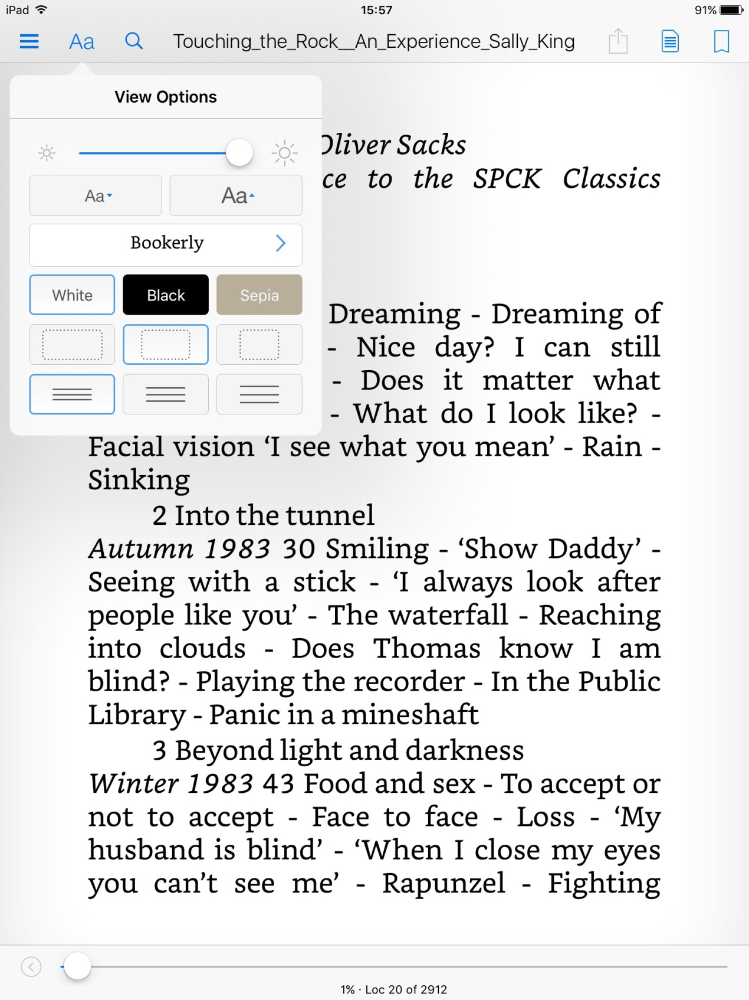 iPad 15:57 91%
Aa Touching_the_Rock__An_Experience_Sally_King
View Options
Oliver Sacks
ce to the SPCK Classics
Aa Aa
Bookerly
White Black Sepia
Dreaming - Dreaming of
- Nice day? I can still
- Does it matter what
- What do I look like? -
Facial vision ‘I see what you mean’ - Rain -
Sinking
2 Into the tunnel
Autumn 1983 30 Smiling - ‘Show Daddy’ -
Seeing with a stick - ‘I always look after
people like you’ - The waterfall - Reaching
into clouds - Does Thomas know I am
blind? - Playing the recorder - In the Public
Library - Panic in a mineshaft
3 Beyond light and darkness
Winter 1983 43 Food and sex - To accept or
not to accept - Face to face - Loss - ‘My
husband is blind’ - ‘When I close my eyes
you can’t see me’ - Rapunzel - Fighting
1% · Loc 20 of 2912